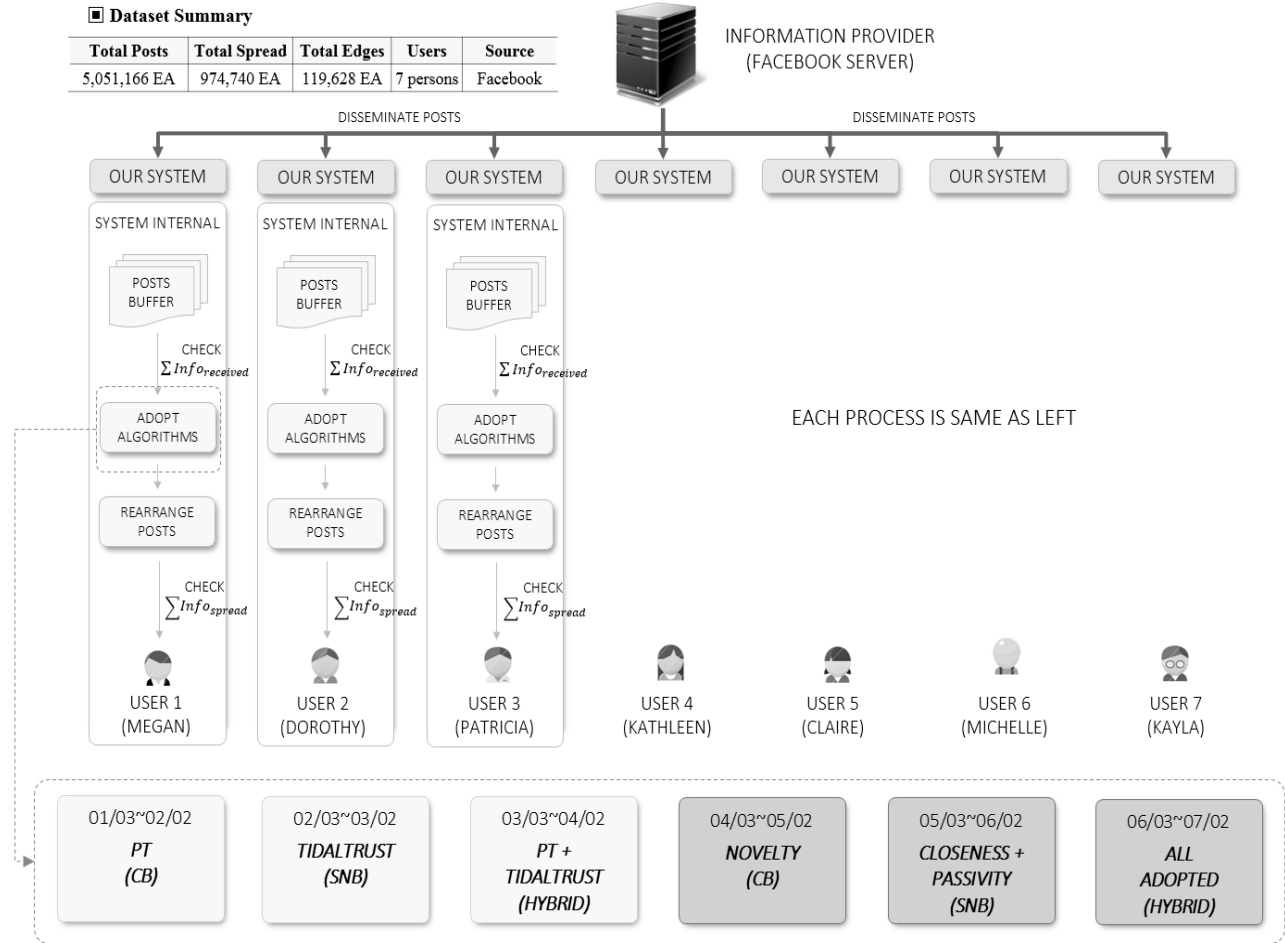 Dataset Summary
Total Posts Total Spread Total Edges Users Source
5,051,166 EA 974,740 EA 119,628 EA 7 persons Facebook
INFORMATION PROVIDER
(FACEBOOK SERVER)
DISSEMINATE POSTS DISSEMINATE POSTS
OUR SYSTEM OUR SYSTEM OUR SYSTEM OUR SYSTEM OUR SYSTEM OUR SYSTEM OUR SYSTEM
SYSTEM INTERNAL SYSTEM INTERNAL SYSTEM INTERNAL
POSTS POSTS POSTS
BUFFER BUFFER BUFFER
CHECK CHECK CHECK
∑Info_received ∑Info_received ∑Info_received
ADOPT ADOPT ADOPT
ALGORITHMS ALGORITHMS ALGORITHMS
EACH PROCESS IS SAME AS LEFT
REARRANGE REARRANGE REARRANGE
POSTS POSTS POSTS
CHECK CHECK CHECK
∑Info_spread ∑Info_spread ∑Info_spread
USER 1 USER 2 USER 3 USER 4 USER 5 USER 6 USER 7
(MEGAN) (DOROTHY) (PATRICIA) (KATHLEEN) (CLAIRE) (MICHELLE) (KAYLA)
01/03~02/02 02/03~03/02 03/03~04/02 04/03~05/02 05/03~06/02 06/03~07/02
PT TIDALTRUST PT + NOVELTY CLOSENESS + ALL
(CB) (SNB) TIDALTRUST (CB) PASSIVITY ADOPTED
(HYBRID) (SNB) (HYBRID)